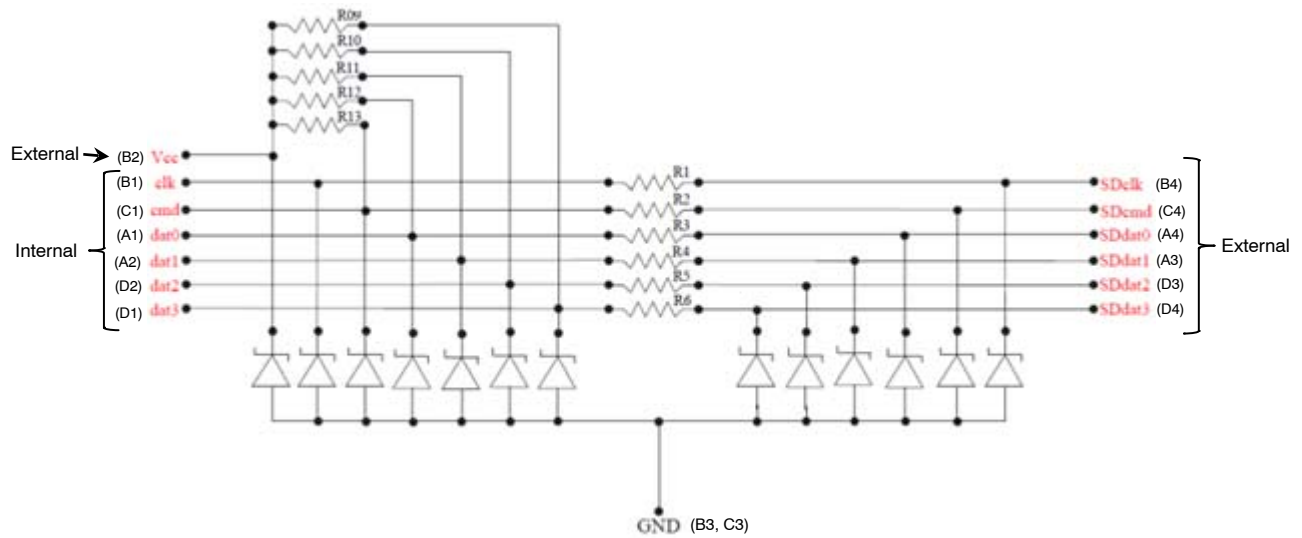 R09
R10
R11
R12
R13
External
(B2) Vcc
(B1) clk
(C1) cmd
(A1) dat0
(A2) dat1
(D2) dat2
(D1) dat3
Internal
R1
R2
R3
R4
R5
R6
SDclk (B4)
SDcmd (C4)
SDdat0 (A4)
SDdat1 (A3)
SDdat2 (D3)
SDdat3 (D4)
External
GND (B3, C3)